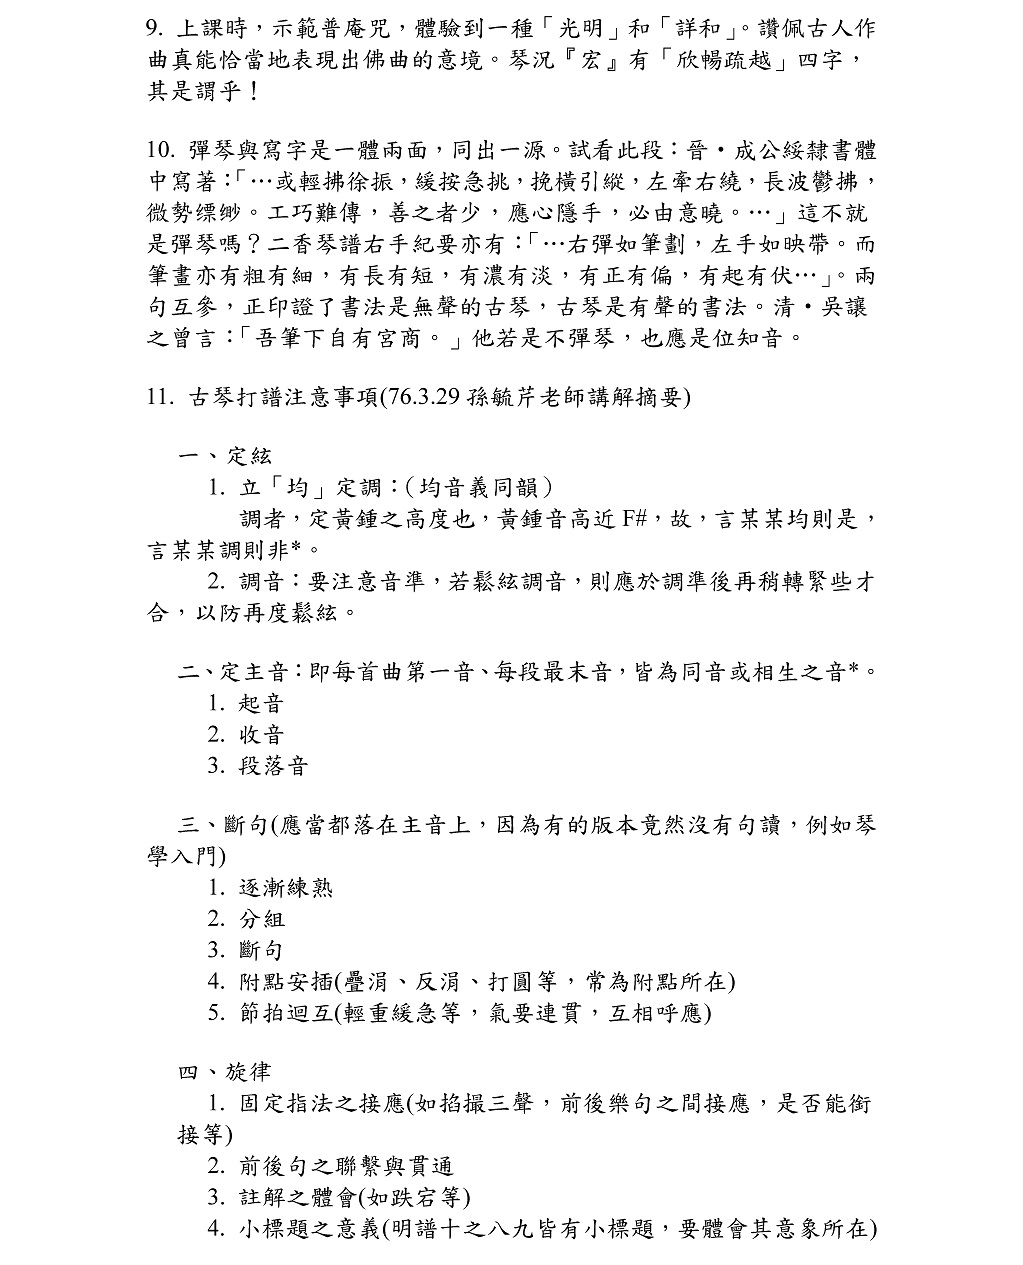 9. 上課時，示範普庵咒，體驗到一種「光明」和「詳和」。讚佩古人作
曲真能恰當地表現出佛曲的意境。琴況『宏』有「欣暢疏越」四字，
其是謂乎！
10. 彈琴與寫字是一體兩面，同出一源。試看此段：晉‧成公綏隸書體
中寫著：「…或輕拂徐振，緩按急挑，挽橫引縱，左牽右繞，長波鬱拂，
微勢縹缈。工巧難傳，善之者少，應心隱手，必由意曉。…」這不就
是彈琴嗎？二香琴譜右手紀要亦有：「…右彈如筆劃，左手如映帶。而
筆畫亦有粗有細，有長有短，有濃有淡，有正有偏，有起有伏…」。兩
句互參，正印證了書法是無聲的古琴，古琴是有聲的書法。清‧吳讓
之曾言：「吾筆下自有宮商。」他若是不彈琴，也應是位知音。
11. 古琴打譜注意事項(76.3.29 孫毓芹老師講解摘要)
一、定絃
1. 立「均」定調：（均音義同韻）
調者，定黃鍾之高度也，黃鍾音高近 F#，故，言某某均則是，
言某某調則非*。
2. 調音：要注意音準，若鬆絃調音，則應於調準後再稍轉緊些才
合，以防再度鬆絃。
二、定主音：即每首曲第一音、每段最末音，皆為同音或相生之音*。
1. 起音
2. 收音
3. 段落音
三、斷句(應當都落在主音上，因為有的版本竟然沒有句讀，例如琴
學入門)
1. 逐漸練熟
2. 分組
3. 斷句
4. 附點安插(疊涓、反涓、打圓等，常為附點所在)
5. 節拍迴互(輕重緩急等，氣要連貫，互相呼應)
四、旋律
1. 固定指法之接應(如掐撮三聲，前後樂句之間接應，是否能銜
接等)
2. 前後句之聯繫與貫通
3. 註解之體會(如跌宕等)
4. 小標題之意義(明譜十之八九皆有小標題，要體會其意象所在)